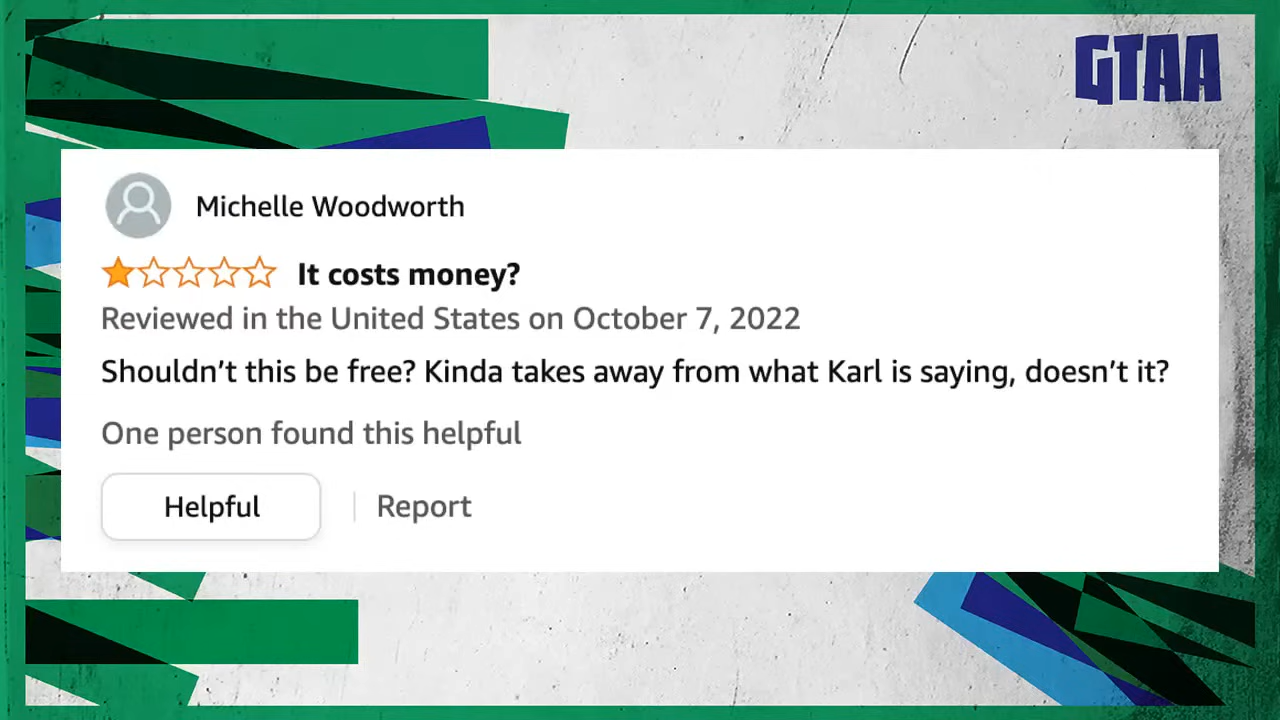 GTAA
Michelle Woodworth
It costs money?
Reviewed in the United States on October 7, 2022
Shouldn’t this be free? Kinda takes away from what Karl is saying, doesn’t it?
One person found this helpful
Helpful
Report